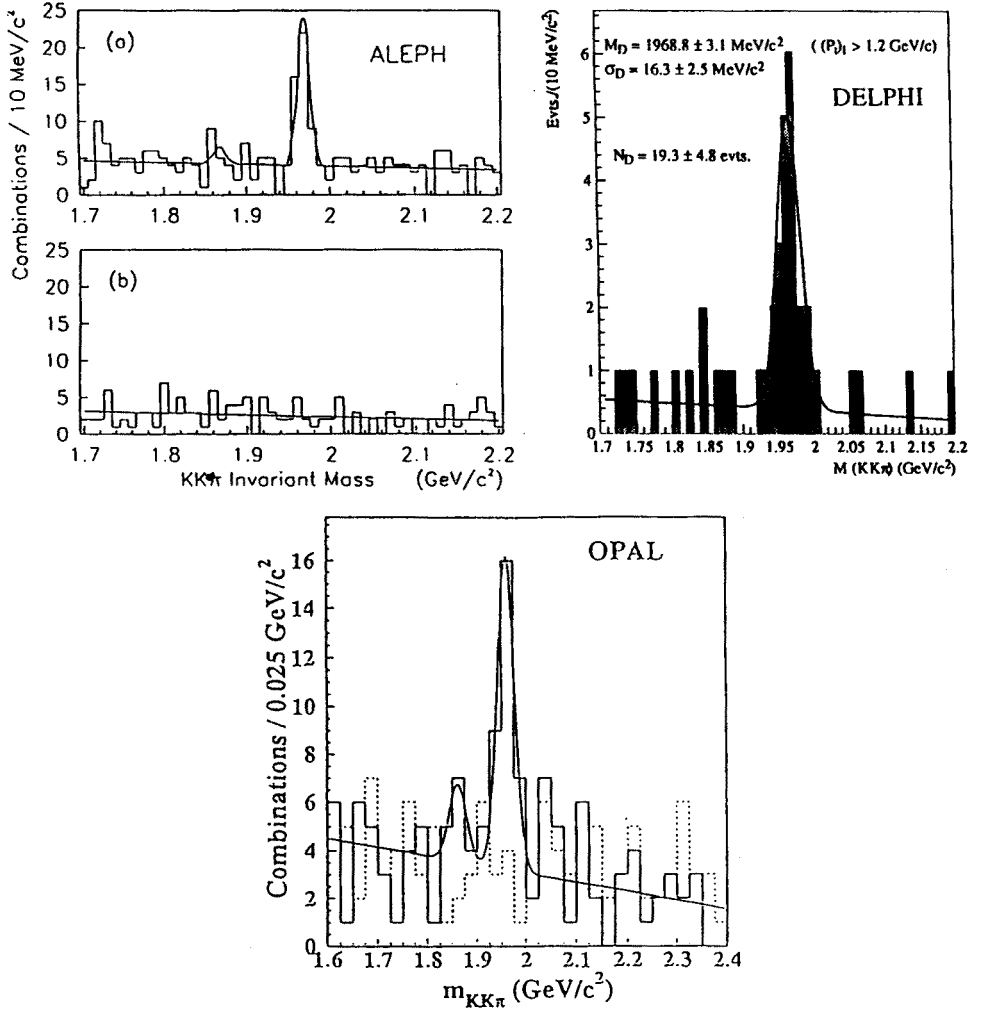 Combinations / 10 MeV/c²
25
20
15
10
5
0
(a)
ALEPH
1.7 1.8 1.9 2 2.1 2.2
25
20
15
10
5
0
(b)
1.7 1.8 1.9 2 2.1 2.2
KKπ Invariant Mass (GeV/c²)
Evts./(10 MeV/c²)
M_D = 1968.8 ± 3.1 MeV/c² ( (P_t)_l > 1.2 GeV/c)
σ_D = 16.3 ± 2.5 MeV/c²
DELPHI
N_D = 19.3 ± 4.8 evts.
6
5
4
3
2
1
0
1.7 1.75 1.8 1.85 1.9 1.95 2 2.05 2.1 2.15 2.2
M (KKπ) (GeV/c²)
OPAL
Combinations / 0.025 GeV/c²
16
14
12
10
8
6
4
2
0
1.6 1.7 1.8 1.9 2 2.1 2.2 2.3 2.4
m_KKπ (GeV/c²)